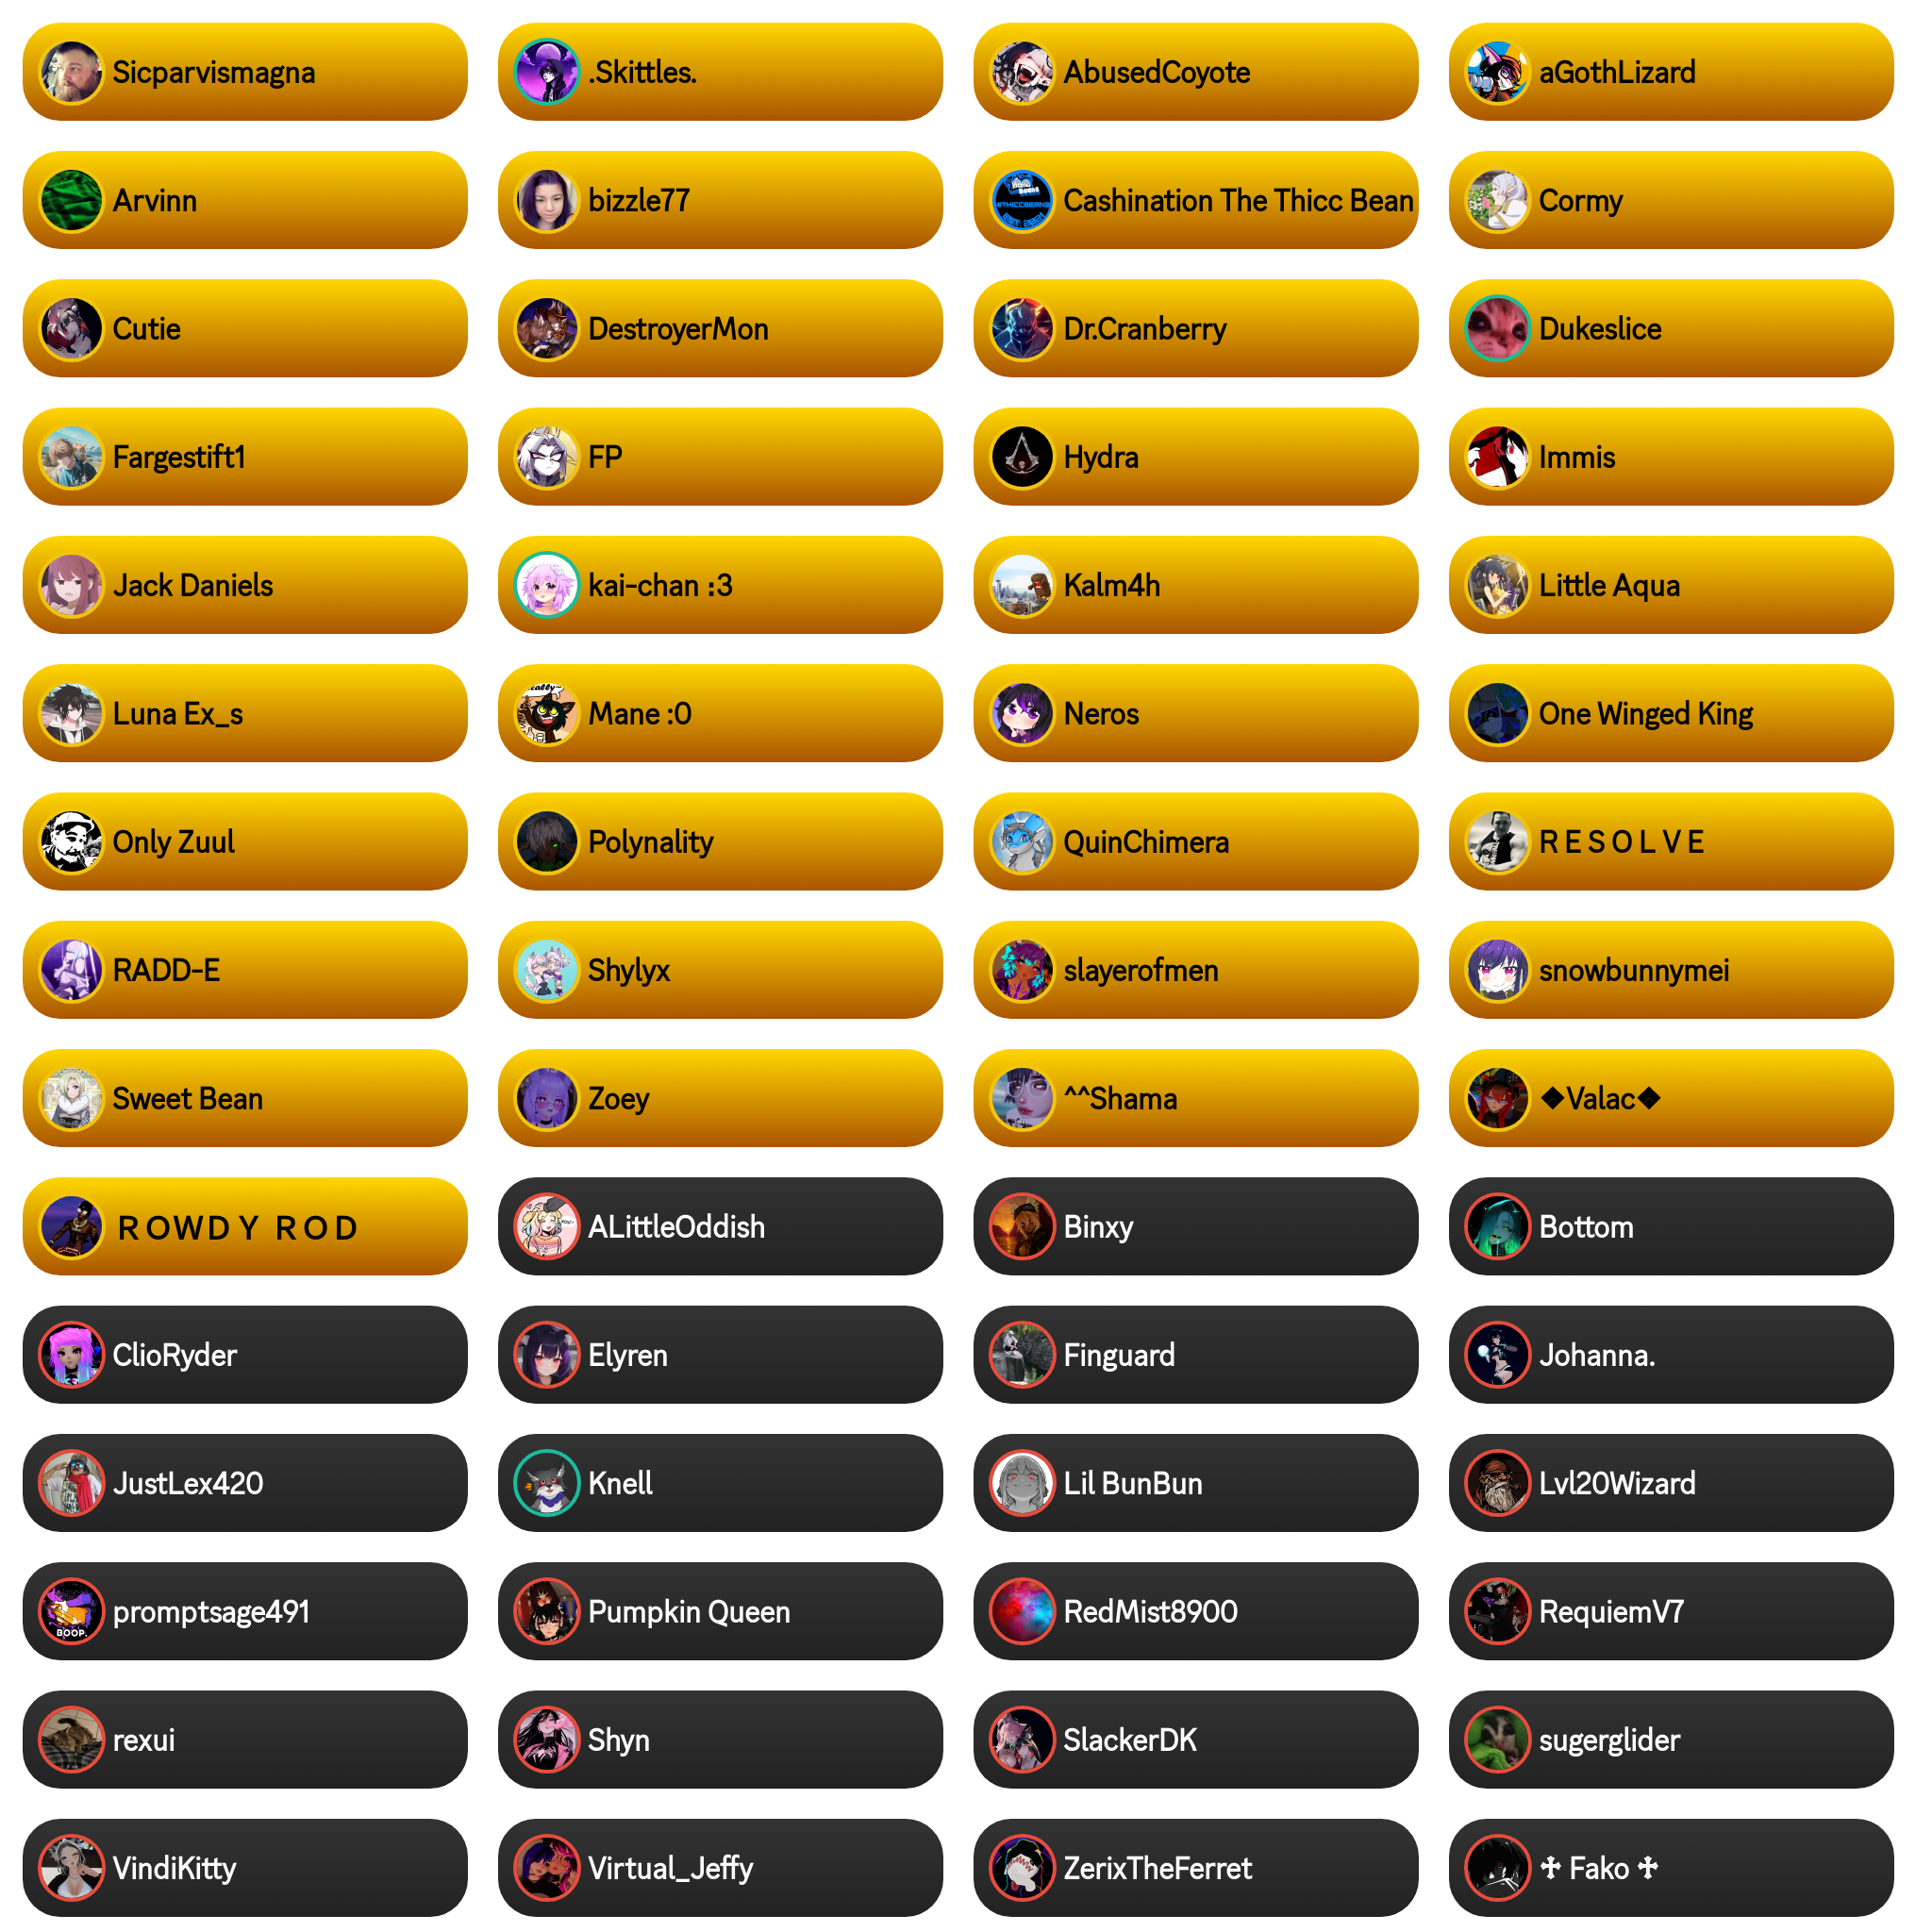 Sicparvismagna
.Skittles.
AbusedCoyote
aGothLizard
Arvinn
bizzle77
Cashination The Thicc Bean
Cormy
Cutie
DestroyerMon
Dr.Cranberry
Dukeslice
Fargestift1
FP
Hydra
Immis
Jack Daniels
kai-chan :3
Kalm4h
Little Aqua
Luna Ex_s
Mane :0
Neros
One Winged King
Only Zuul
Polynality
QuinChimera
R E S O L V E
RADD-E
Shylyx
slayerofmen
snowbunnymei
Sweet Bean
Zoey
^^Shama
❖Valac❖
ＲＯＷＤＹ ＲＯＤ
ALittleOddish
Binxy
Bottom
ClioRyder
Elyren
Finguard
Johanna.
JustLex420
Knell
Lil BunBun
Lvl20Wizard
promptsage491
BOOP.
Pumpkin Queen
RedMist8900
RequiemV7
rexui
Shyn
SlackerDK
sugerglider
VindiKitty
Virtual_Jeffy
ZerixTheFerret
✠ Fako ✠